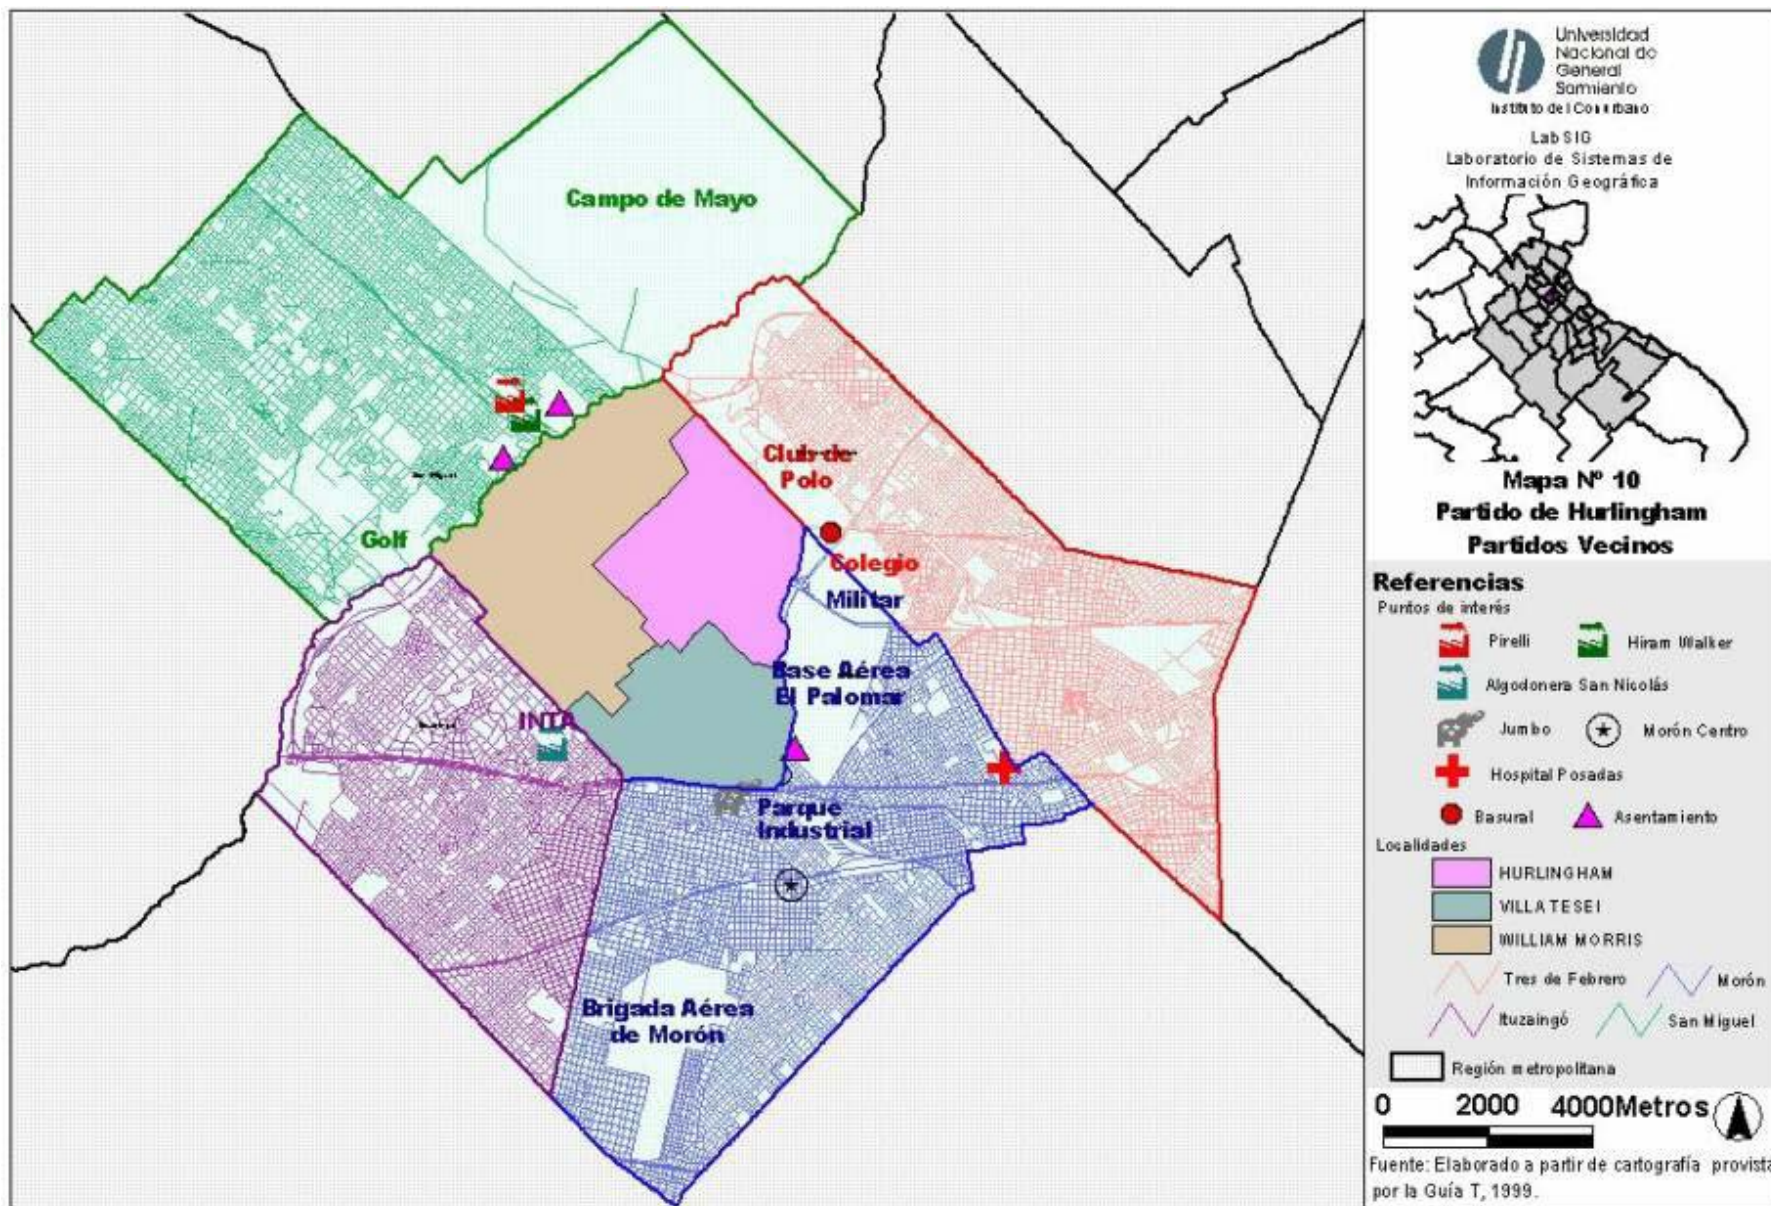 Campo de Mayo
Club de
Polo
Colegio
Militar
Golf
Base Aérea
El Palomar
INTA
Parque
Industrial
Brigada Aérea
de Morón
Universidad
Nacional de
General
Sarmiento
Instituto del Conurbano
Lab SIG
Laboratorio de Sistemas de
Información Geográfica
Mapa Nº 10
Partido de Hurlingham
Partidos Vecinos
Referencias
Puntos de interés
Pirelli
Hiram Walker
Algodonera San Nicolás
Jumbo
Morón Centro
Hospital Posadas
Basural
Asentamiento
Localidades
HURLINGHAM
VILLA TESEI
WILLIAM MORRIS
Tres de Febrero
Morón
Ituzaingó
San Miguel
Región metropolitana
0 2000 4000Metros
Fuente: Elaborado a partir de cartografía provista
por la Guía T, 1999.